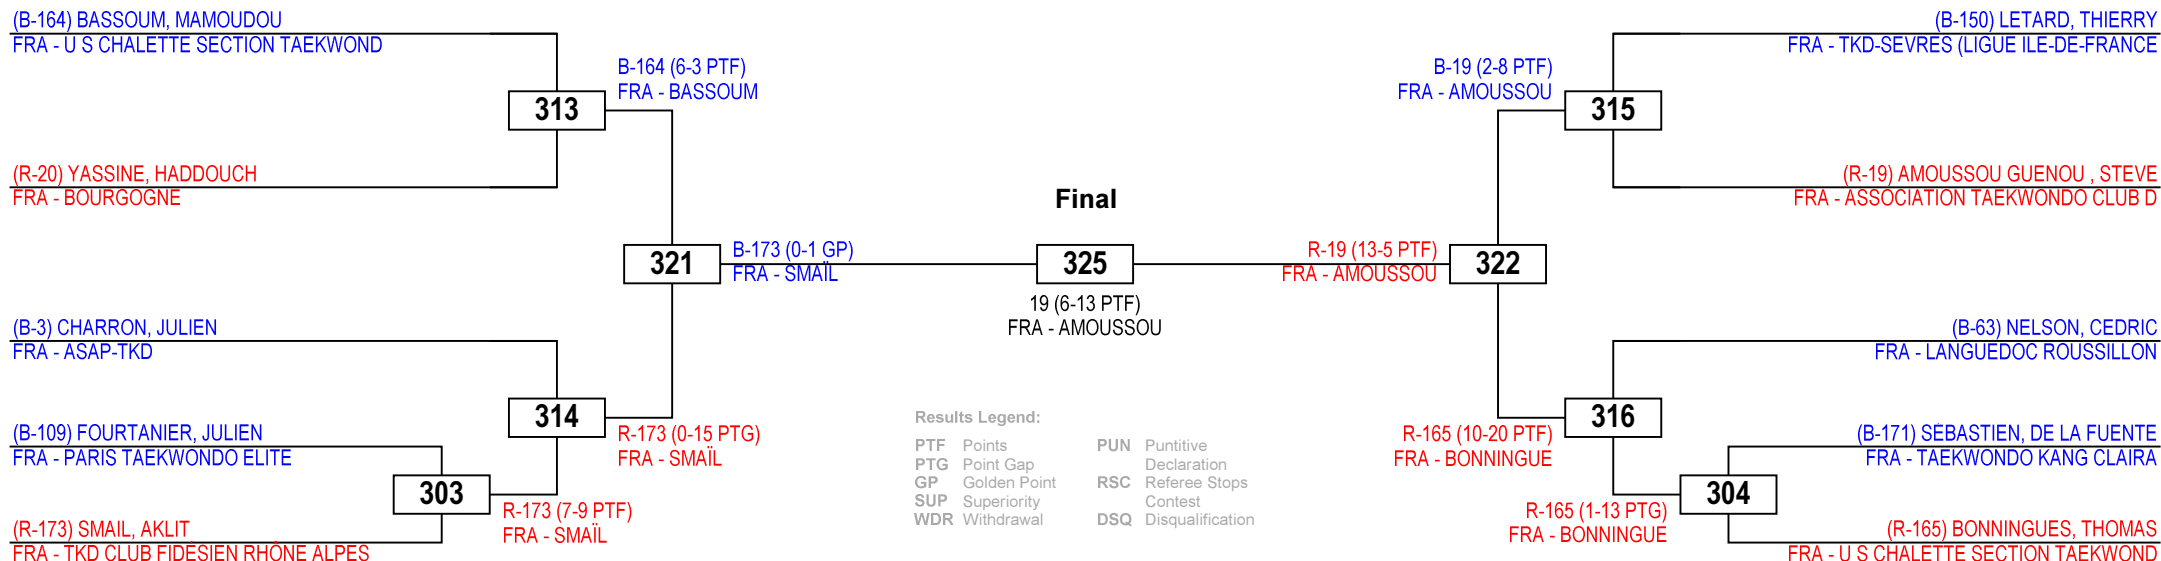 (B-164) BASSOUM, MAMOUDOU
FRA - U S CHALETTE SECTION TAEKWOND
B-164 (6-3 PTF)
FRA - BASSOUM
313
(R-20) YASSINE, HADDOUCH
FRA - BOURGOGNE
321
B-173 (0-1 GP)
FRA - SMAÏL
(B-3) CHARRON, JULIEN
FRA - ASAP-TKD
314
R-173 (0-15 PTG)
FRA - SMAÏL
(B-109) FOURTANIER, JULIEN
FRA - PARIS TAEKWONDO ELITE
303
R-173 (7-9 PTF)
FRA - SMAÏL
(R-173) SMAIL, AKLIT
FRA - TKD CLUB FIDESIEN RHÔNE ALPES
Final
325
19 (6-13 PTF)
FRA - AMOUSSOU
(B-150) LETARD, THIERRY
FRA - TKD-SEVRES (LIGUE ILE-DE-FRANCE
B-19 (2-8 PTF)
FRA - AMOUSSOU
315
(R-19) AMOUSSOU GUENOU , STEVE
FRA - ASSOCIATION TAEKWONDO CLUB D
R-19 (13-5 PTF)
FRA - AMOUSSOU
322
(B-63) NELSON, CEDRIC
FRA - LANGUEDOC ROUSSILLON
316
R-165 (10-20 PTF)
FRA - BONNINGUE
(B-171) SÉBASTIEN, DE LA FUENTE
FRA - TAEKWONDO KANG CLAIRA
304
R-165 (1-13 PTG)
FRA - BONNINGUE
(R-165) BONNINGUES, THOMAS
FRA - U S CHALETTE SECTION TAEKWOND
Results Legend:
PTF Points
PTG Point Gap
GP Golden Point
SUP Superiority
WDR Withdrawal
PUN Puntitive
Declaration
RSC Referee Stops
Contest
DSQ Disqualification